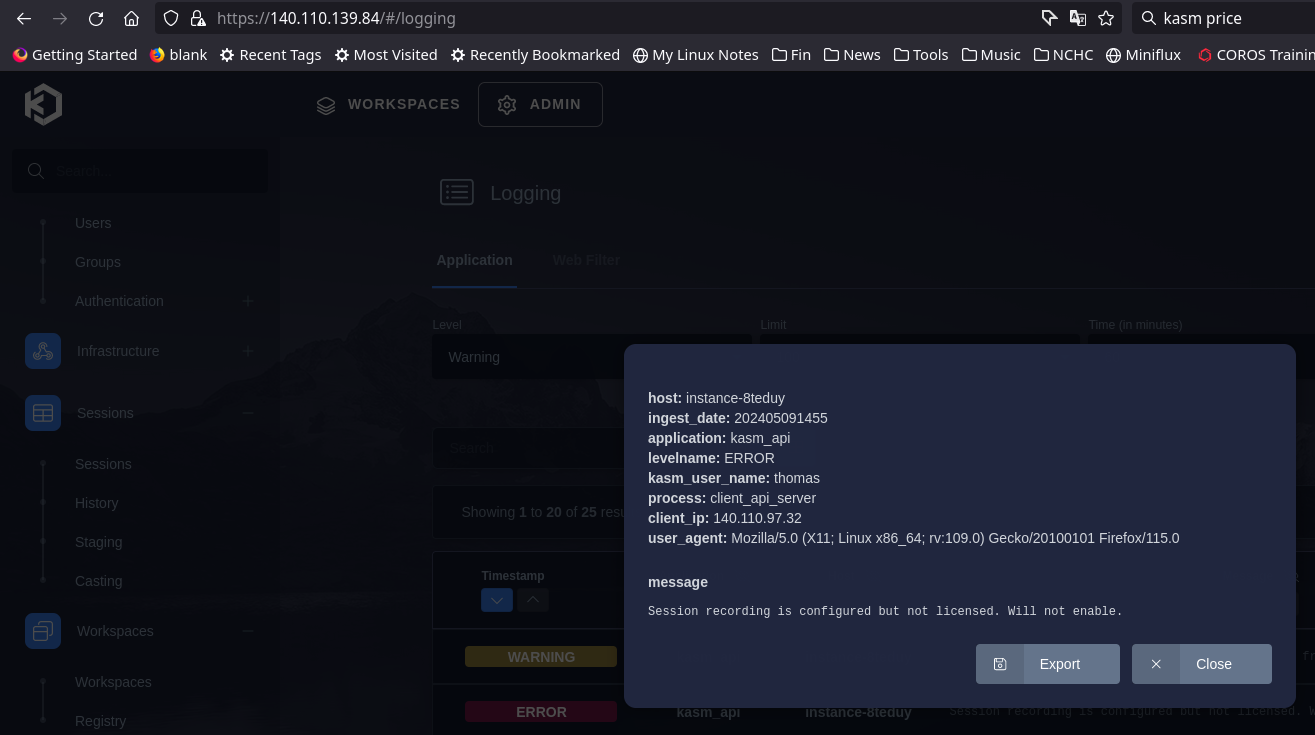 https://140.110.139.84/#/logging
kasm price
Getting Started blank Recent Tags Most Visited Recently Bookmarked My Linux Notes Fin News Tools Music NCHC Miniflux COROS Trainin
WORKSPACES ADMIN
Search...
Logging
Users
Groups
Application Web Filter
Authentication
Level Limit Time (in minutes)
Infrastructure
Warning
host: instance-8teduy
Sessions
ingest_date: 202405091455
application: kasm_api
Search
levelname: ERROR
Sessions
kasm_user_name: thomas
History
process: client_api_server
Showing 1 to 20 of 25 resu
client_ip: 140.110.97.32
Staging
user_agent: Mozilla/5.0 (X11; Linux x86_64; rv:109.0) Gecko/20100101 Firefox/115.0
Timestamp
Casting
message
Session recording is configured but not licensed. Will not enable.
Workspaces
WARNING
fr
Export Close
Workspaces
ERROR kasm_api instance-8teduy Session recording is configured but not licensed. W
Registry